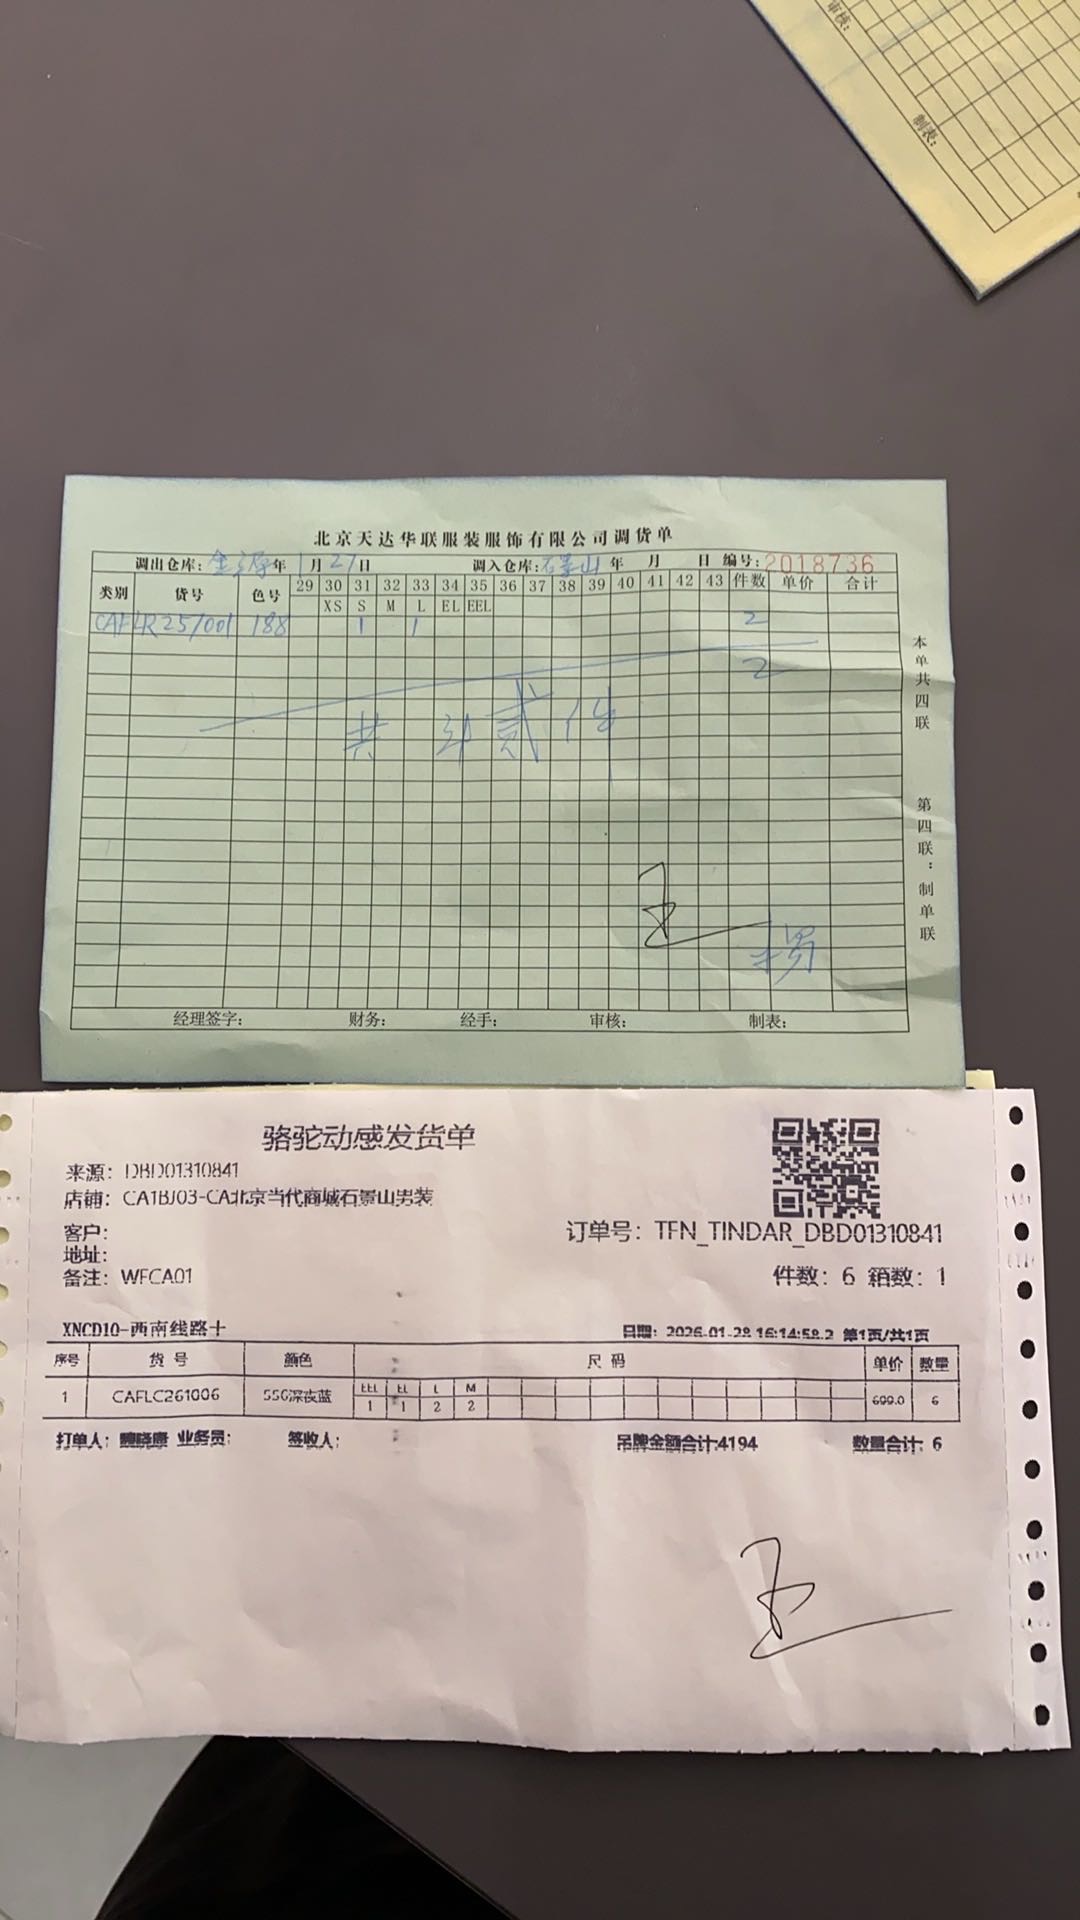 审核：
制表：
北京天达华联服装服饰有限公司调货单
调出仓库：金源 年 1月27日 调入仓库：石景山 年 月 日 编号：2018736
类别 货号 色号 29 30 31 32 33 34 35 36 37 38 39 40 41 42 43 件数 单价 合计
XS S M L EL EEL
CAFLR257001 188 1 1 2
2
共计贰件
本单共四联
第四联：制单联
王
经理签字： 财务： 经手： 审核： 制表：
骆驼动感发货单
来源：DBD01310841
店铺：CA1BJ03-CA北京当代商城石景山男装
客户：
地址：
备注：WFCA01
订单号：TFN_TINDAR_DBD01310841
件数：6 箱数：1
XNCD10-西南线路十 日期：2026-01-28 16:14:58.2 第1页/共1页
序号 货号 颜色 尺码 单价 数量
1 CAFLC261006 556深夜蓝 EEL EL L M 699.0 6
1 1 2 2
打单人： 业务员： 签收人： 吊牌金额合计:4194 数量合计: 6
王